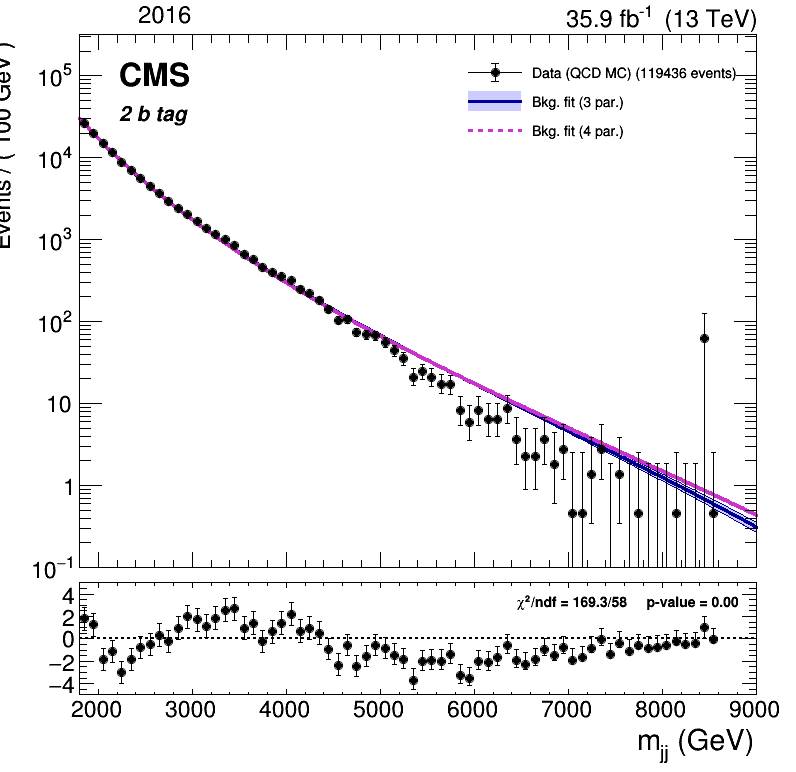 2016
35.9 fb⁻¹ (13 TeV)
CMS
2 b tag
Data (QCD MC) (119436 events)
Bkg. fit (3 par.)
Bkg. fit (4 par.)
Events / ( 100 GeV )
10⁵
10⁴
10³
10²
10
1
10⁻¹
χ²/ndf = 169.3/58 p-value = 0.00
4
2
0
−2
−4
2000 3000 4000 5000 6000 7000 8000 9000
m_jj (GeV)